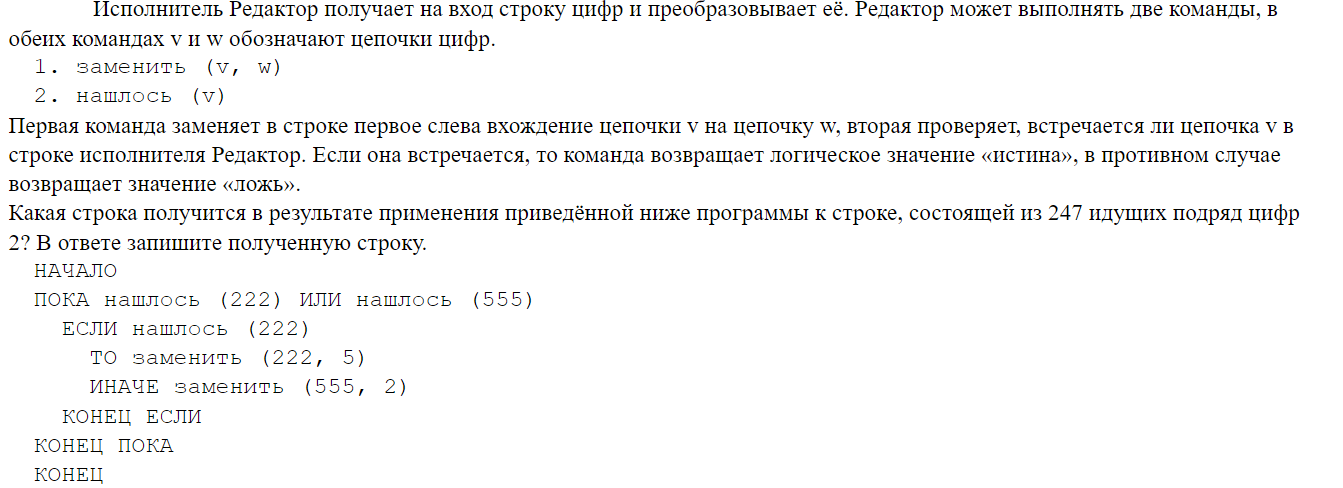 Исполнитель Редактор получает на вход строку цифр и преобразовывает её. Редактор может выполнять две команды, в
обеих командах v и w обозначают цепочки цифр.
1. заменить (v, w)
2. нашлось (v)
Первая команда заменяет в строке первое слева вхождение цепочки v на цепочку w, вторая проверяет, встречается ли цепочка v в
строке исполнителя Редактор. Если она встречается, то команда возвращает логическое значение «истина», в противном случае
возвращает значение «ложь».
Какая строка получится в результате применения приведённой ниже программы к строке, состоящей из 247 идущих подряд цифр
2? В ответе запишите полученную строку.
НАЧАЛО
ПОКА нашлось (222) ИЛИ нашлось (555)
ЕСЛИ нашлось (222)
ТО заменить (222, 5)
ИНАЧЕ заменить (555, 2)
КОНЕЦ ЕСЛИ
КОНЕЦ ПОКА
КОНЕЦ